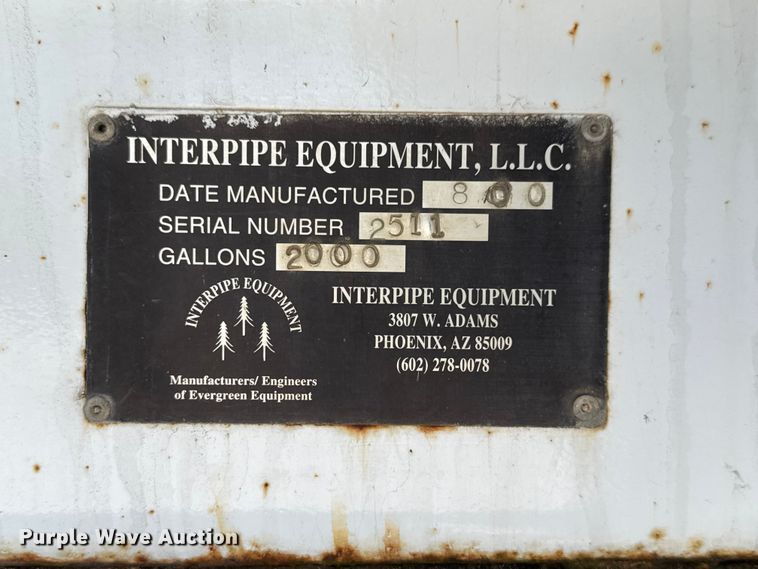 INTERPIPE EQUIPMENT, L.L.C.
DATE MANUFACTURED 8 00
SERIAL NUMBER 2511
GALLONS 2000
INTERPIPE EQUIPMENT
Manufacturers/ Engineers
of Evergreen Equipment
INTERPIPE EQUIPMENT
3807 W. ADAMS
PHOENIX, AZ 85009
(602) 278-0078
Purple Wave Auction